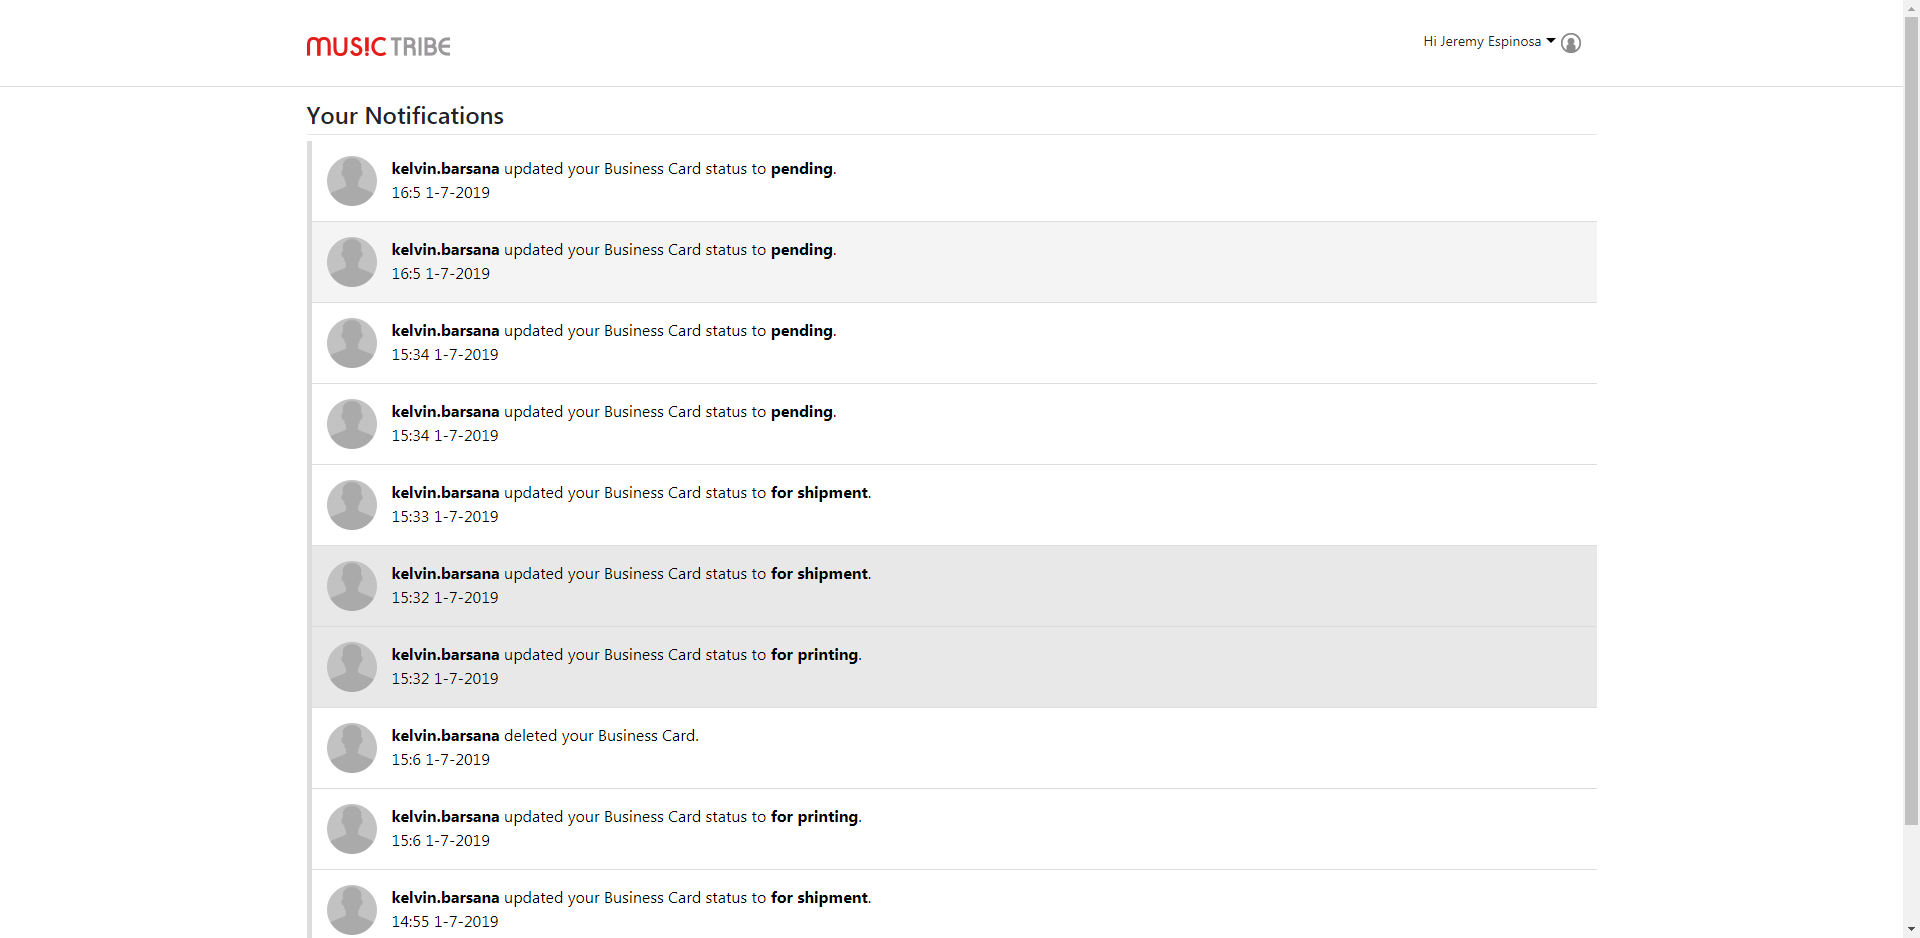 MUSIC TRIBE
Hi Jeremy Espinosa
Your Notifications
kelvin.barsana updated your Business Card status to pending.
16:5 1-7-2019
kelvin.barsana updated your Business Card status to pending.
16:5 1-7-2019
kelvin.barsana updated your Business Card status to pending.
15:34 1-7-2019
kelvin.barsana updated your Business Card status to pending.
15:34 1-7-2019
kelvin.barsana updated your Business Card status to for shipment.
15:33 1-7-2019
kelvin.barsana updated your Business Card status to for shipment.
15:32 1-7-2019
kelvin.barsana updated your Business Card status to for printing.
15:32 1-7-2019
kelvin.barsana deleted your Business Card.
15:6 1-7-2019
kelvin.barsana updated your Business Card status to for printing.
15:6 1-7-2019
kelvin.barsana updated your Business Card status to for shipment.
14:55 1-7-2019